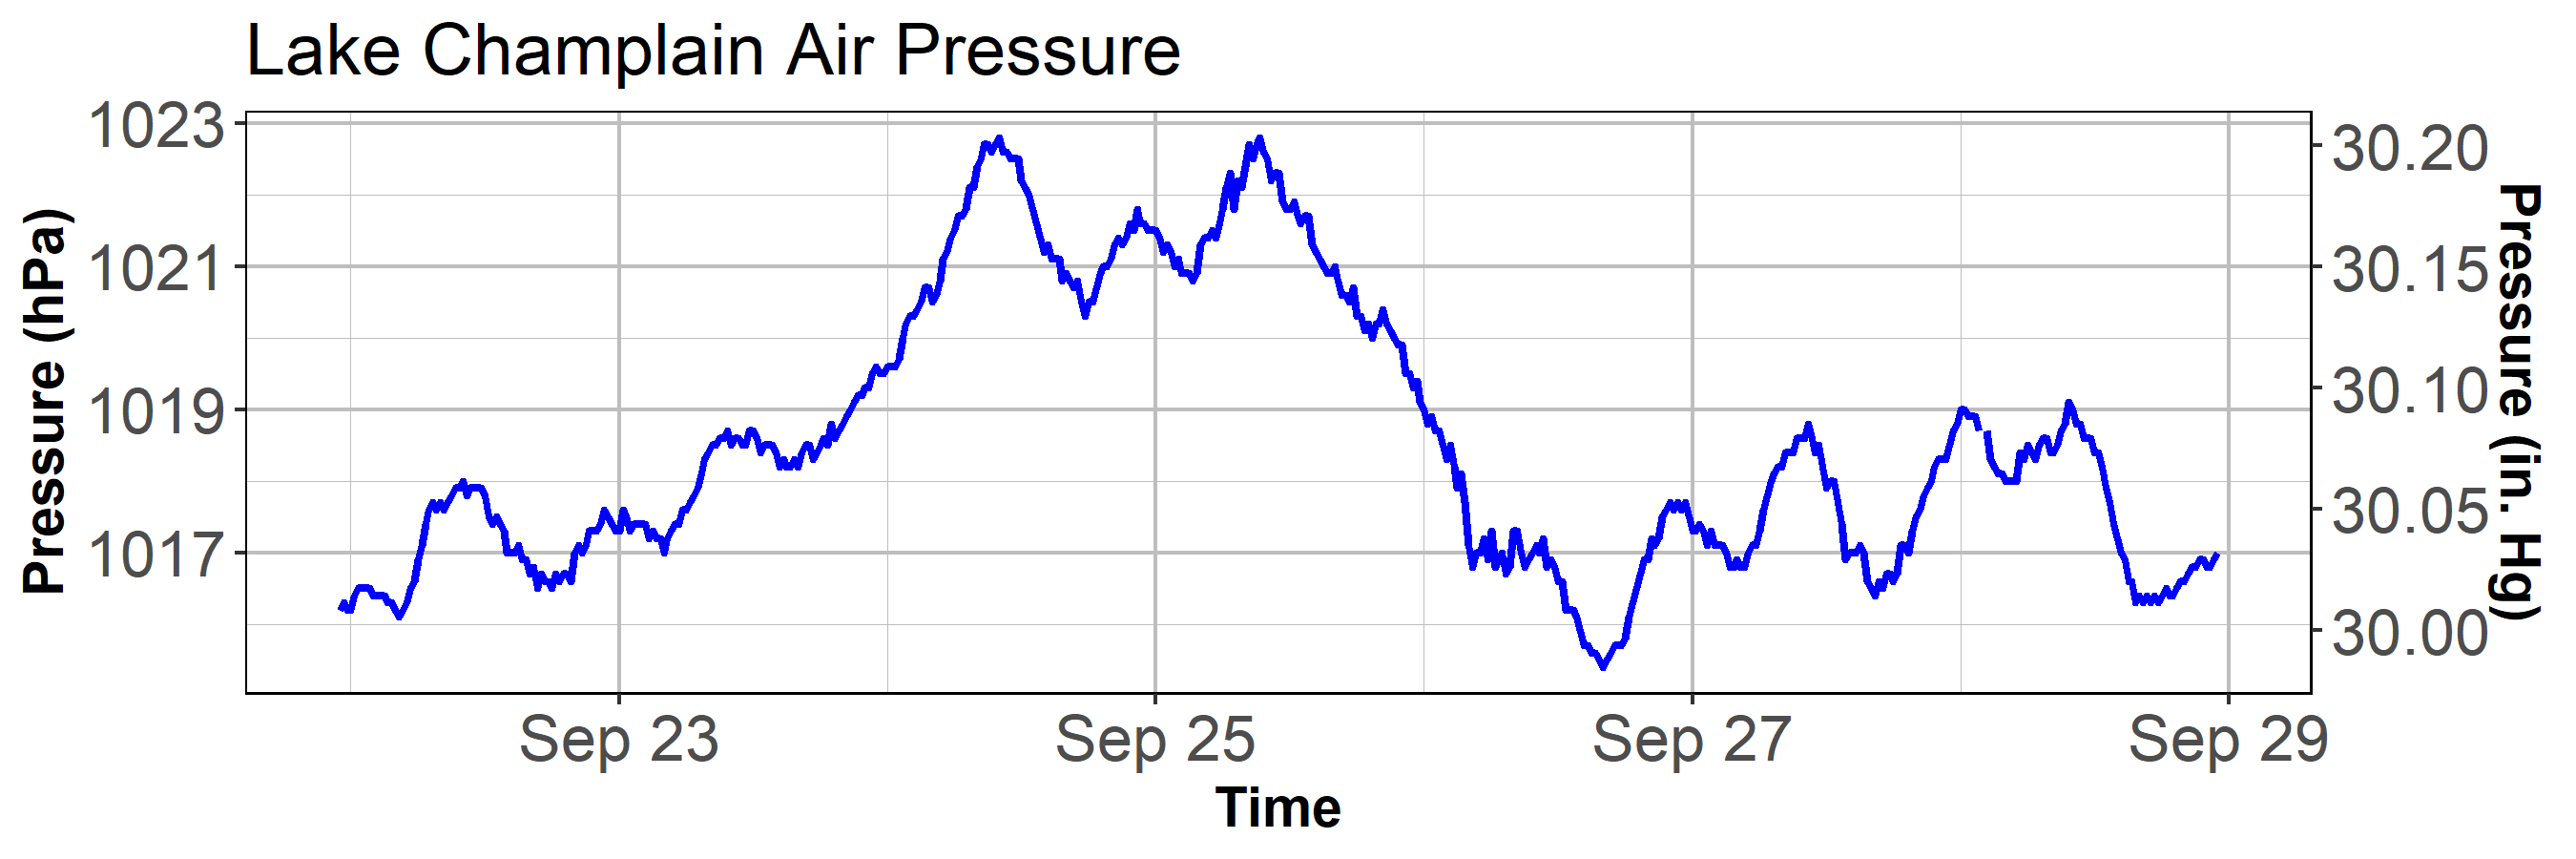 Lake Champlain Air Pressure
1023
1021
1019
1017
Pressure (hPa)
30.20
30.15
30.10
30.05
30.00
Pressure (in. Hg)
Sep 23
Sep 25
Sep 27
Sep 29
Time